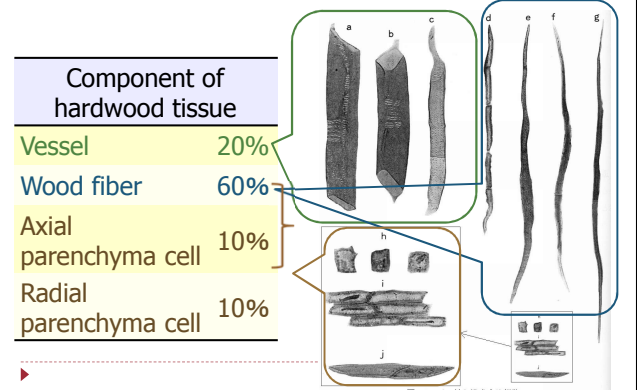 Component of
hardwood tissue
Vessel 20%
Wood fiber 60%
Axial
parenchyma cell 10%
Radial
parenchyma cell 10%
a
b
c
d
e
f
g
h
i
j